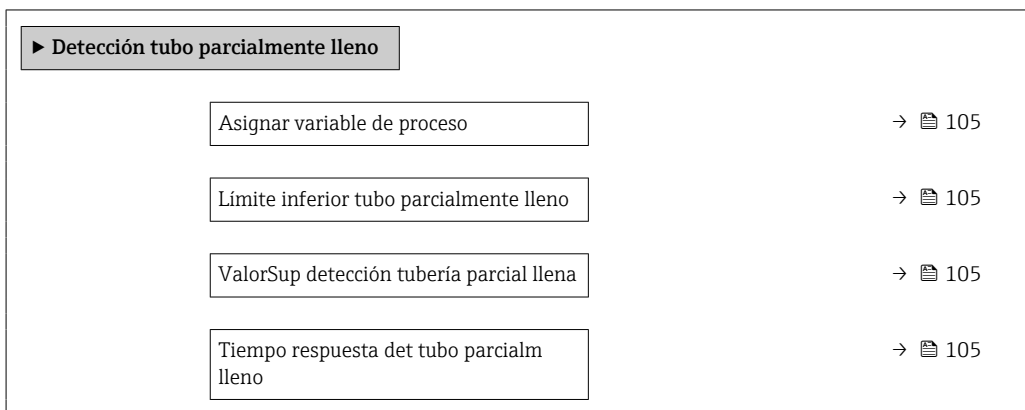 ▶ Detección tubo parcialmente lleno
Asignar variable de proceso → 105
Límite inferior tubo parcialmente lleno → 105
ValorSup detección tubería parcial llena → 105
Tiempo respuesta det tubo parcialm → 105
lleno